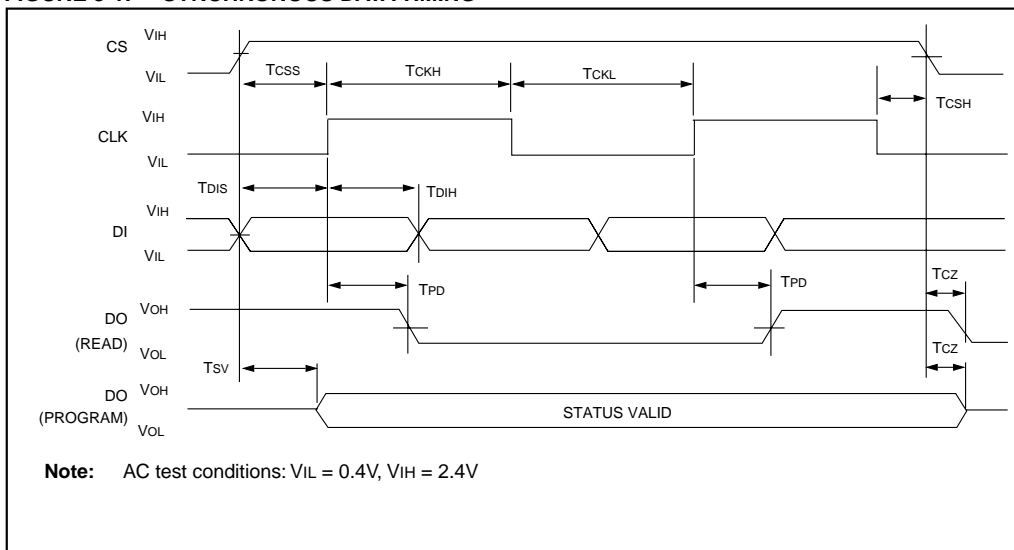 CS
VIH
VIL
TCSS
TCKH
TCKL
TCSH
CLK
VIH
VIL
TDIS
TDIH
DI
VIH
VIL
TPD
TPD
TCZ
DO
(READ)
VOH
VOL
TSV
TCZ
DO
(PROGRAM)
VOH
VOL
STATUS VALID
Note: AC test conditions: VIL = 0.4V, VIH = 2.4V